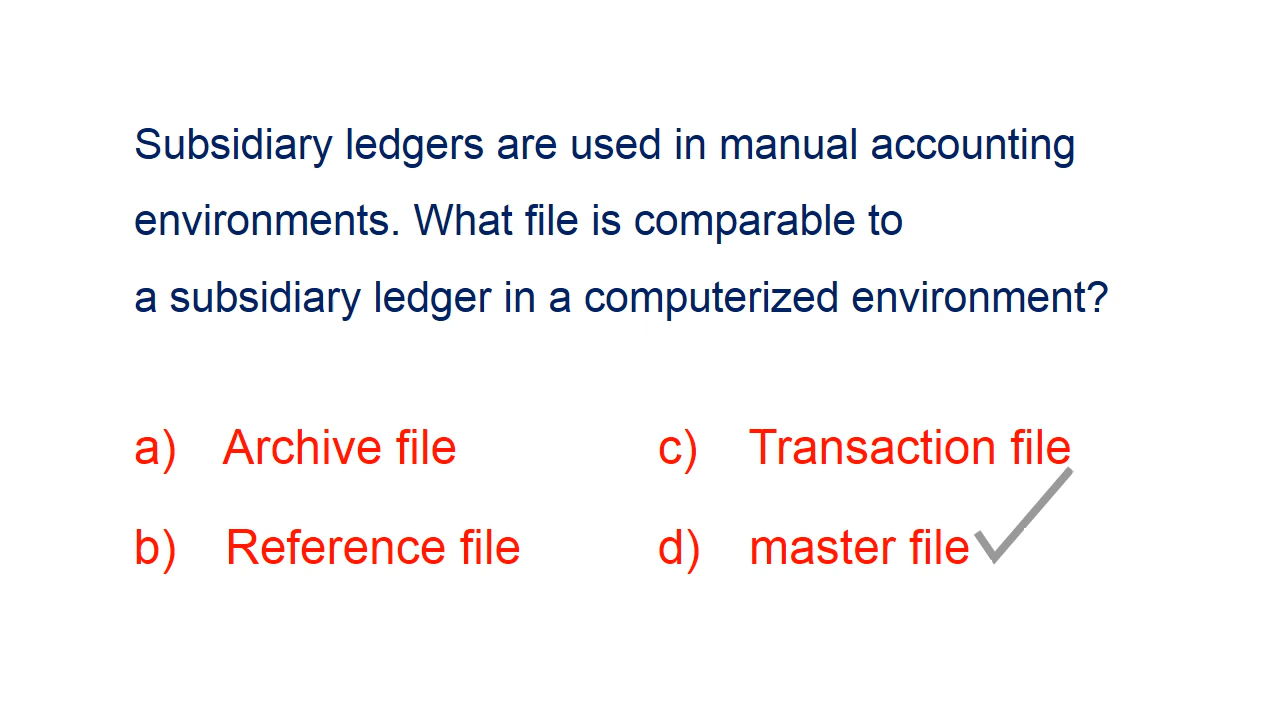 Subsidiary ledgers are used in manual accounting
environments. What file is comparable to
a subsidiary ledger in a computerized environment?
a) Archive file
c) Transaction file
b) Reference file
d) master file